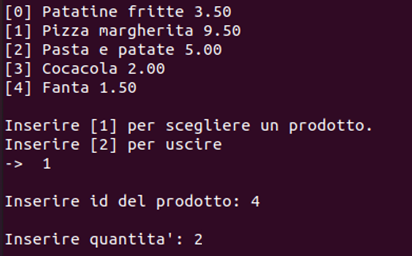 [0] Patatine fritte 3.50
[1] Pizza margherita 9.50
[2] Pasta e patate 5.00
[3] Cocacola 2.00
[4] Fanta 1.50
Inserire [1] per scegliere un prodotto.
Inserire [2] per uscire
->  1
Inserire id del prodotto: 4
Inserire quantita': 2